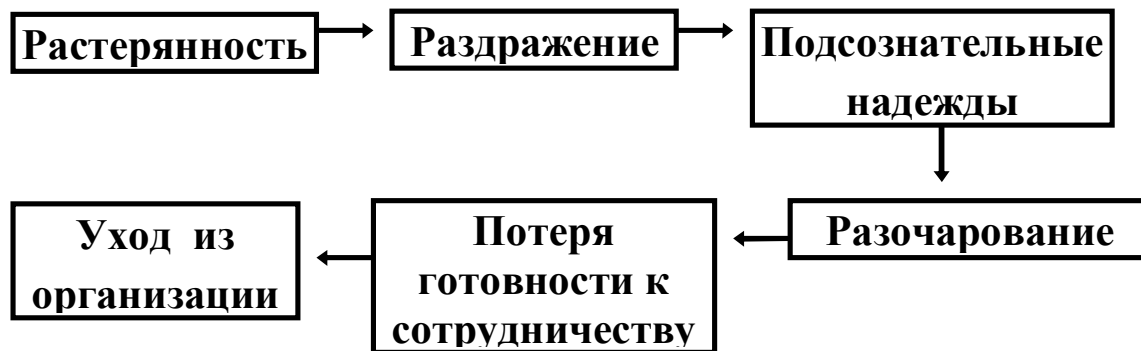 Растерянность
Раздражение
Подсознательные
надежды
Разочарование
Потеря
готовности к
сотрудничеству
Уход из
организации